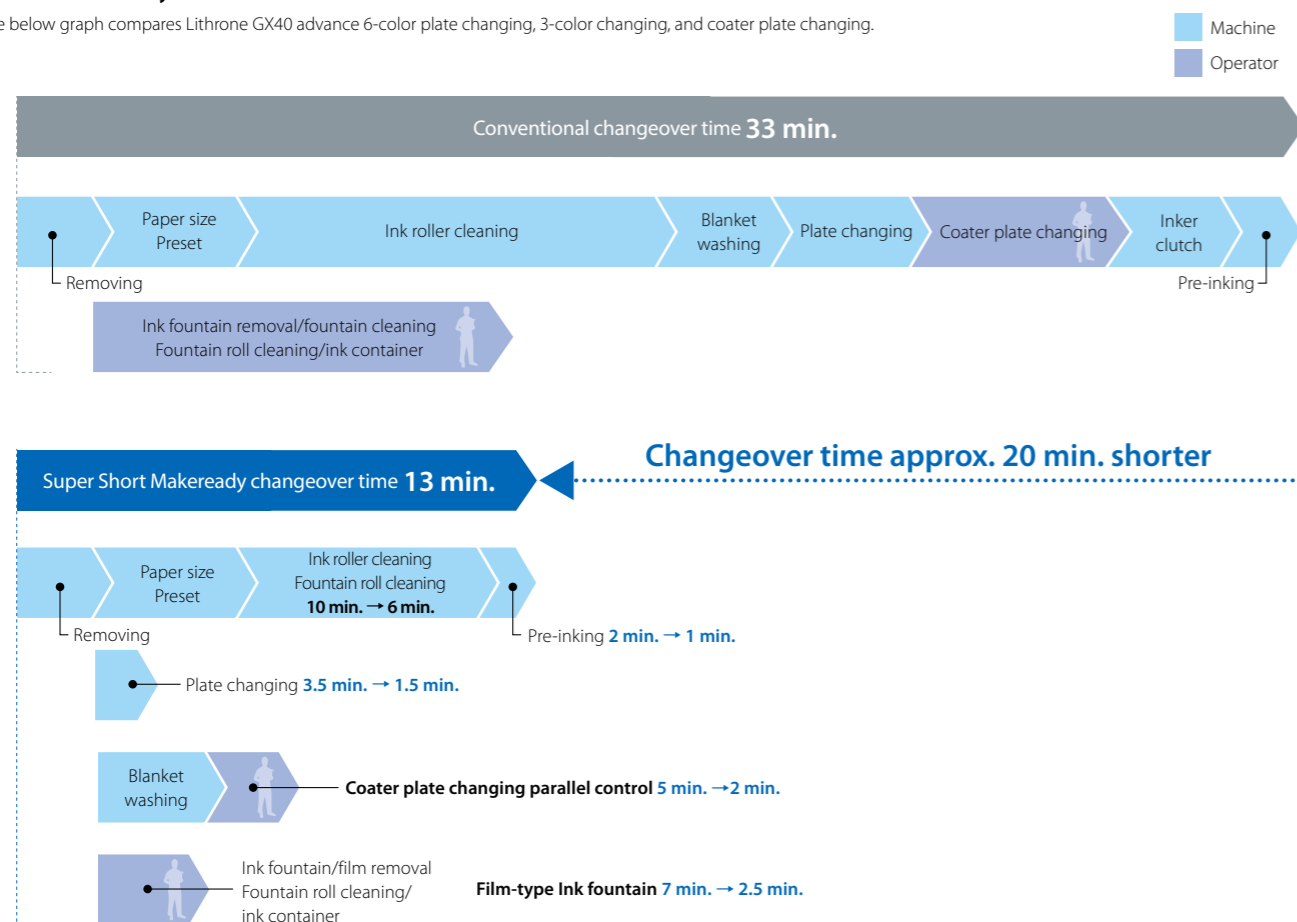 e below graph compares Lithrone GX40 advance 6-color plate changing, 3-color changing, and coater plate changing.
Machine
Operator
Conventional changeover time 33 min.
Paper size
Preset
Ink roller cleaning
Blanket
washing
Plate changing
Coater plate changing
Inker
clutch
Removing
Pre-inking
Ink fountain removal/fountain cleaning
Fountain roll cleaning/ink container
Changeover time approx. 20 min. shorter
Super Short Makeready changeover time 13 min.
Paper size
Preset
Ink roller cleaning
Fountain roll cleaning
10 min. → 6 min.
Removing
Pre-inking 2 min. → 1 min.
Plate changing 3.5 min. → 1.5 min.
Blanket
washing
Coater plate changing parallel control 5 min. →2 min.
Ink fountain/film removal
Fountain roll cleaning/
ink container
Film-type Ink fountain 7 min. → 2.5 min.